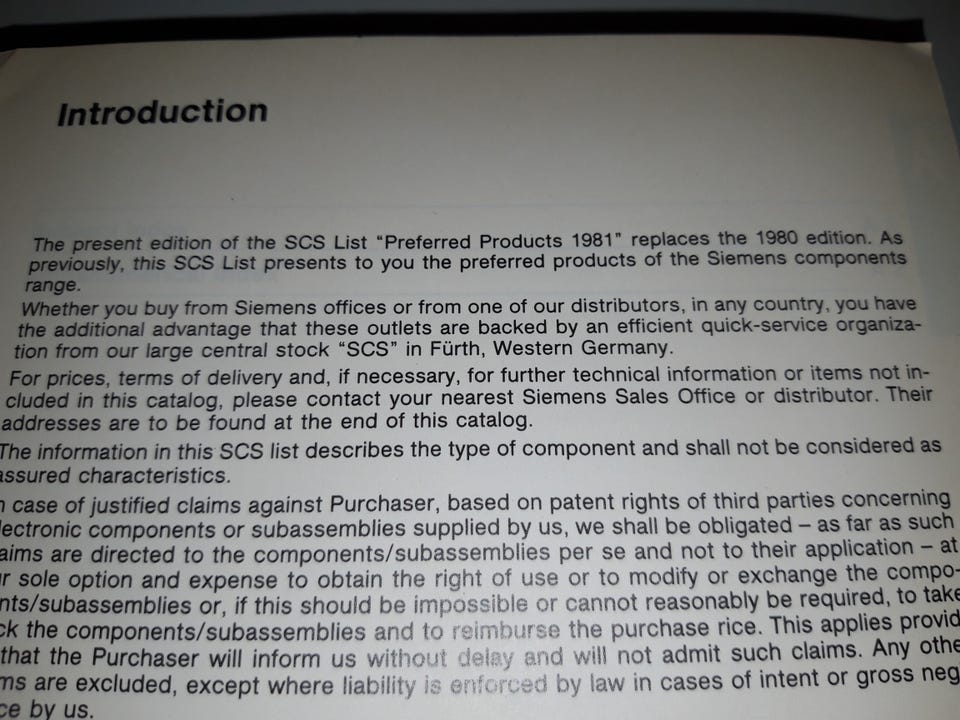 Introduction
The present edition of the SCS List "Preferred Products 1981" replaces the 1980 edition. As
previously, this SCS List presents to you the preferred products of the Siemens components
range.
Whether you buy from Siemens offices or from one of our distributors, in any country, you have
the additional advantage that these outlets are backed by an efficient quick-service organiza-
tion from our large central stock "SCS" in Fürth, Western Germany.
For prices, terms of delivery and, if necessary, for further technical information or items not in-
cluded in this catalog, please contact your nearest Siemens Sales Office or distributor. Their
addresses are to be found at the end of this catalog.
The information in this SCS list describes the type of component and shall not be considered as
assured characteristics.
n case of justified claims against Purchaser, based on patent rights of third parties concerning
lectronic components or subassemblies supplied by us, we shall be obligated – as far as such
aims are directed to the components/subassemblies per se and not to their application – at
ur sole option and expense to obtain the right of use or to modify or exchange the compo-
nts/subassemblies or, if this should be impossible or cannot reasonably be required, to take
ck the components/subassemblies and to reimburse the purchase rice. This applies provid
that the Purchaser will inform us without delay and will not admit such claims. Any othe
ms are excluded, except where liability is enforced by law in cases of intent or gross neg
ce by us.